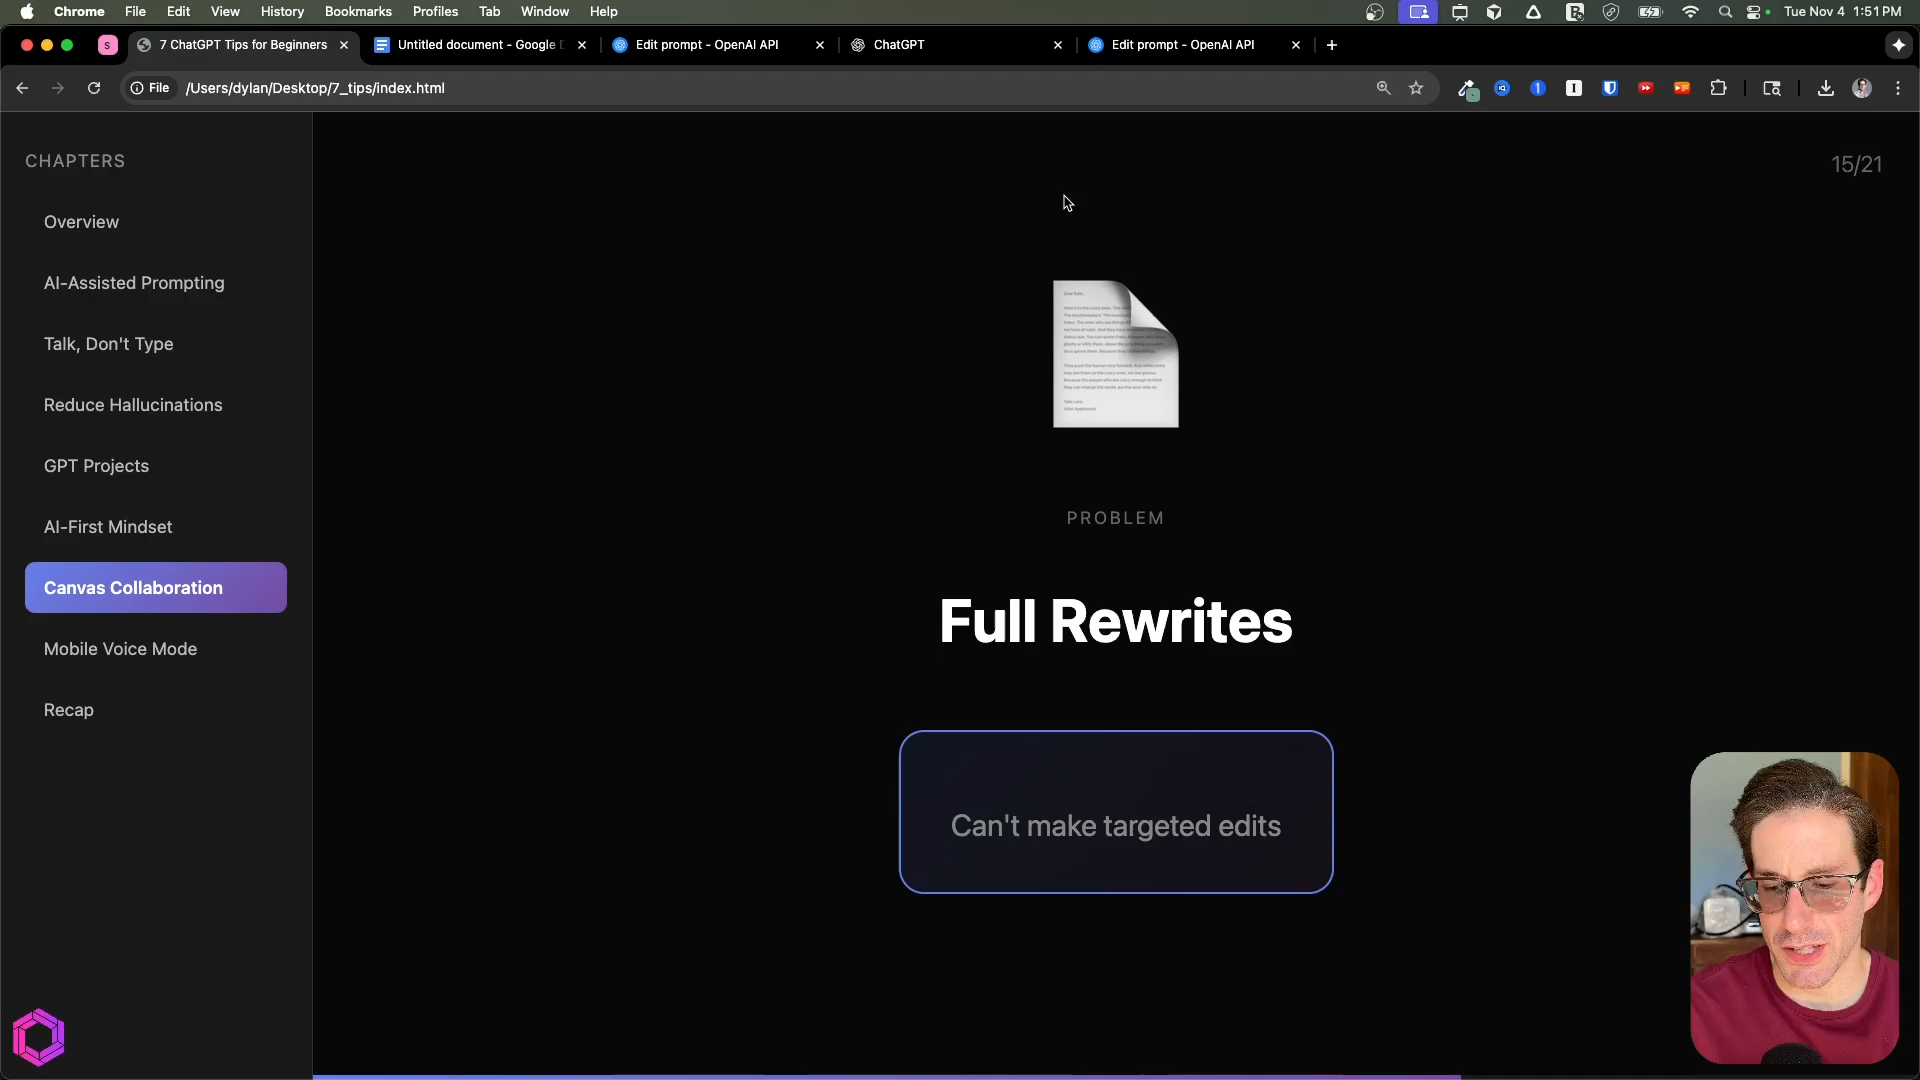 Chrome File Edit View History Bookmarks Profiles Tab Window Help
Tue Nov 4 1:51 PM
S
7 ChatGPT Tips for Beginners
Untitled document - Google D
Edit prompt - OpenAI API
ChatGPT
Edit prompt - OpenAI API
File
/Users/dylan/Desktop/7_tips/index.html
CHAPTERS
15/21
Overview
AI-Assisted Prompting
Talk, Don't Type
Reduce Hallucinations
GPT Projects
AI-First Mindset
Canvas Collaboration
Mobile Voice Mode
Recap
PROBLEM
Full Rewrites
Can't make targeted edits